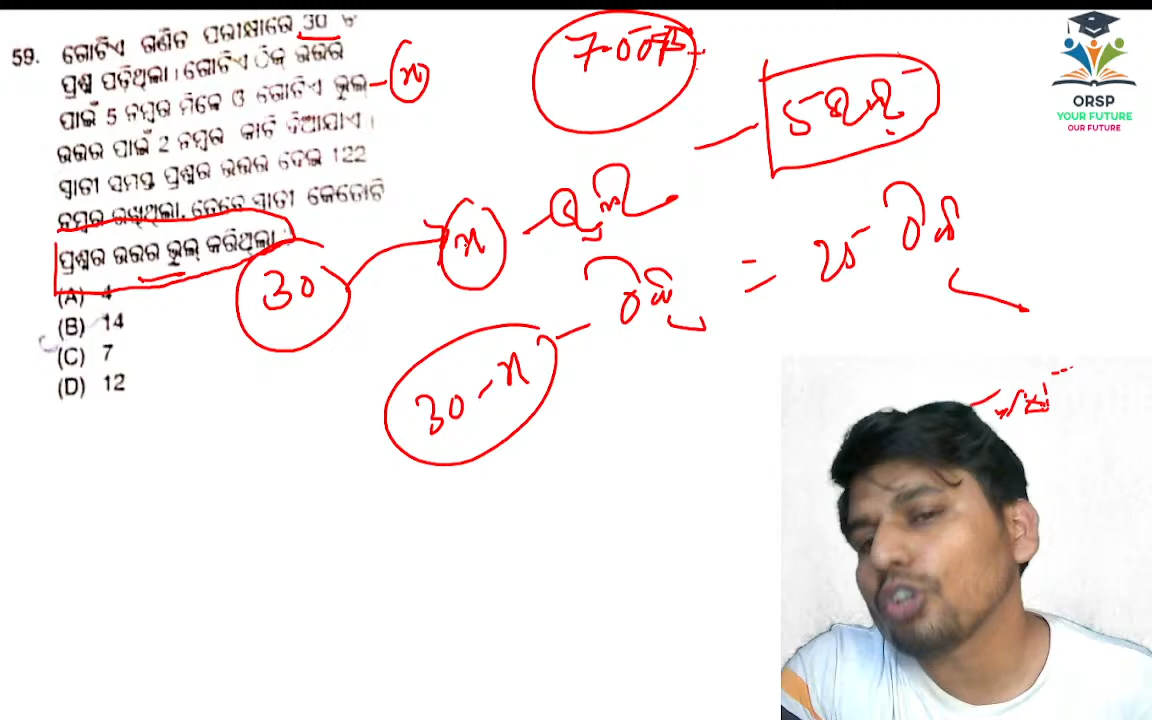 59. ଗୋଟିଏ ଗଣିତ ପରୀକ୍ଷାରେ 30 ଟି
ପ୍ରଶ୍ନ ପଡ଼ିଥିଲା । ଗୋଟିଏ ଠିକ୍ ଉତ୍ତର
ପାଇଁ 5 ନମ୍ବର ମିଳେ ଓ ଗୋଟିଏ ଭୁଲ
ଉତ୍ତର ପାଇଁ 2 ନମ୍ବର କାଟି ଦିଆଯାଏ ।
ସ୍ଵାତୀ ସମସ୍ତ ପ୍ରଶ୍ନର ଉତ୍ତର ଦେଇ 122
ନମ୍ବର ରଖିଥିଲା, ତେବେ ସ୍ଵାତୀ କେତୋଟି
ପ୍ରଶ୍ନର ଉତ୍ତର ଭୁଲ୍ କରିଥିଲା
(A) 4
(B) 14
(C) 7
(D) 12
x
30
x
ଭୁଲ
30 - x
ଠିକ୍
= 25 ଠିକ୍
ORSP
YOUR FUTURE
OUR FUTURE